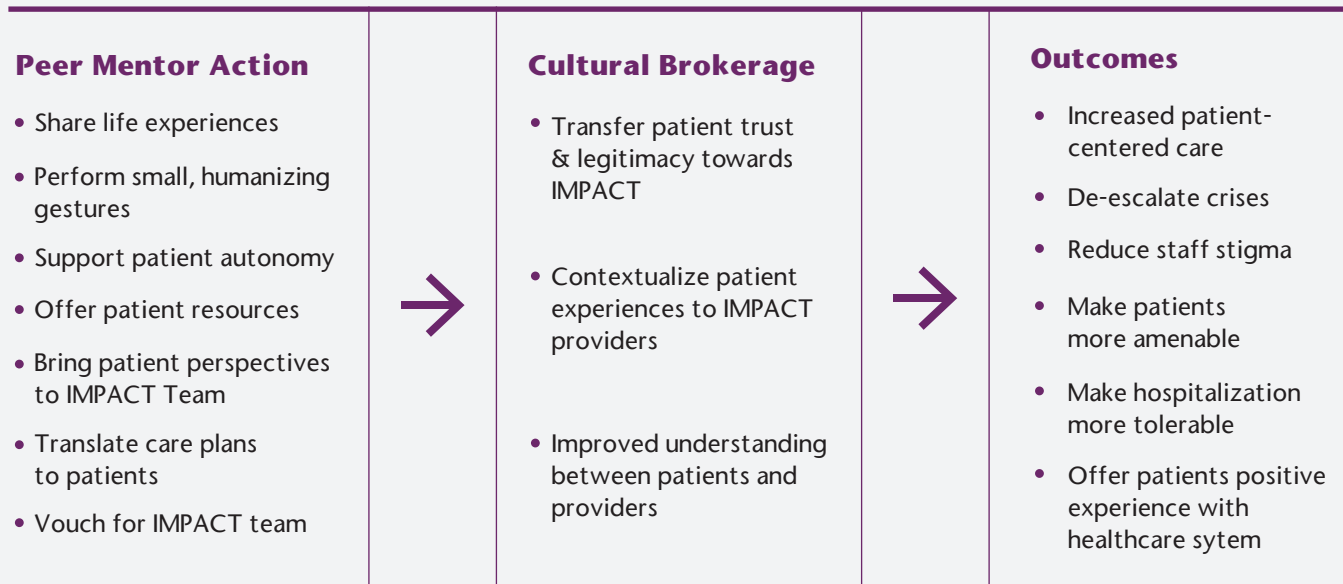 Peer Mentor Action
• Share life experiences
• Perform small, humanizing
gestures
• Support patient autonomy
• Offer patient resources
• Bring patient perspectives
to IMPACT Team
• Translate care plans
to patients
• Vouch for IMPACT team
Cultural Brokerage
• Transfer patient trust
& legitimacy towards
IMPACT
• Contextualize patient
experiences to IMPACT
providers
• Improved understanding
between patients and
providers
Outcomes
• Increased patient-
centered care
• De-escalate crises
• Reduce staff stigma
• Make patients
more amenable
• Make hospitalization
more tolerable
• Offer patients positive
experience with
healthcare sytem